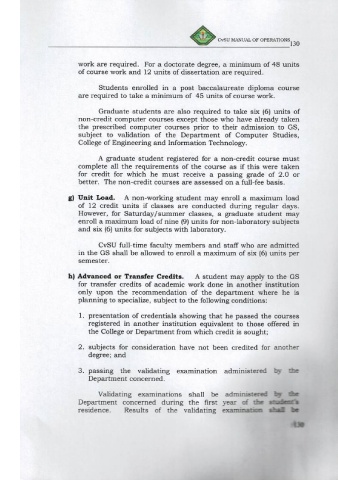 CvSU MANUAL OF OPERATIONS 130
work are required. For a doctorate degree, a minimum of 48 units
of course work and 12 units of dissertation are required.
Students enrolled in a post baccalaureate diploma course
are required to take a minimum of 45 units of course work.
Graduate students are also required to take six (6) units of
non-credit computer courses except those who have already taken
the prescribed computer courses prior to their admission to GS,
subject to validation of the Department of Computer Studies,
College of Engineering and Information Technology.
A graduate student registered for a non-credit course must
complete all the requirements of the course as if this were taken
for credit for which he must receive a passing grade of 2.0 or
better. The non-credit courses are assessed on a full-fee basis.
g) Unit Load. A non-working student may enroll a maximum load
of 12 credit units if classes are conducted during regular days.
However, for Saturday/summer classes, a graduate student may
enroll a maximum load of nine (9) units for non-laboratory subjects
and six (6) units for subjects with laboratory.
CvSU full-time faculty members and staff who are admitted
in the GS shall be allowed to enroll a maximum of six (6) units per
semester.
h) Advanced or Transfer Credits. A student may apply to the GS
for transfer credits of academic work done in another institution
only upon the recommendation of the department where he is
planning to specialize, subject to the following conditions:
1. presentation of credentials showing that he passed the courses
registered in another institution equivalent to those offered in
the College or Department from which credit is sought;
2. subjects for consideration have not been credited for another
degree; and
3. passing the validating examination administered by the
Department concerned.
Validating examinations shall be administered by the
Department concerned during the first year of the student's
residence. Results of the validating examination shall be
130